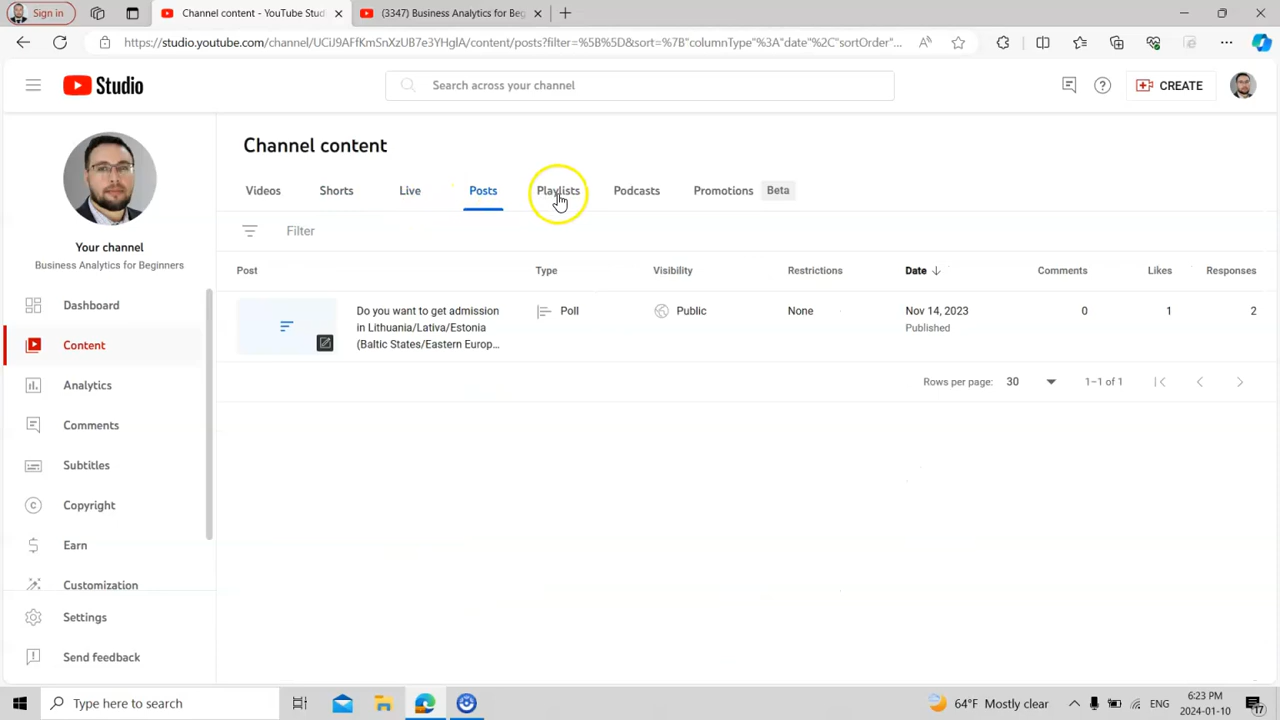 Sign in
Channel content - YouTube Stud
(3347) Business Analytics for Beg
https://studio.youtube.com/channel/UCiJ9AFfKmSnXzUB7e3YHglA/content/posts?filter=%5B%5D&sort=%7B"columnType"%3A"date"%2C"sortOrder"...
Studio
Search across your channel
CREATE
Channel content
Videos Shorts Live Posts Playlists Podcasts Promotions Beta
Filter
Your channel
Business Analytics for Beginners
Post Type Visibility Restrictions Date Comments Likes Responses
Do you want to get admission
in Lithuania/Lativa/Estonia
(Baltic States/Eastern Europ...
Poll
Public
None
Nov 14, 2023
Published
0
1
2
Rows per page: 30 1–1 of 1
Dashboard
Content
Analytics
Comments
Subtitles
Copyright
Earn
Customization
Settings
Send feedback
Type here to search
64°F Mostly clear
ENG
6:23 PM
2024-01-10
17